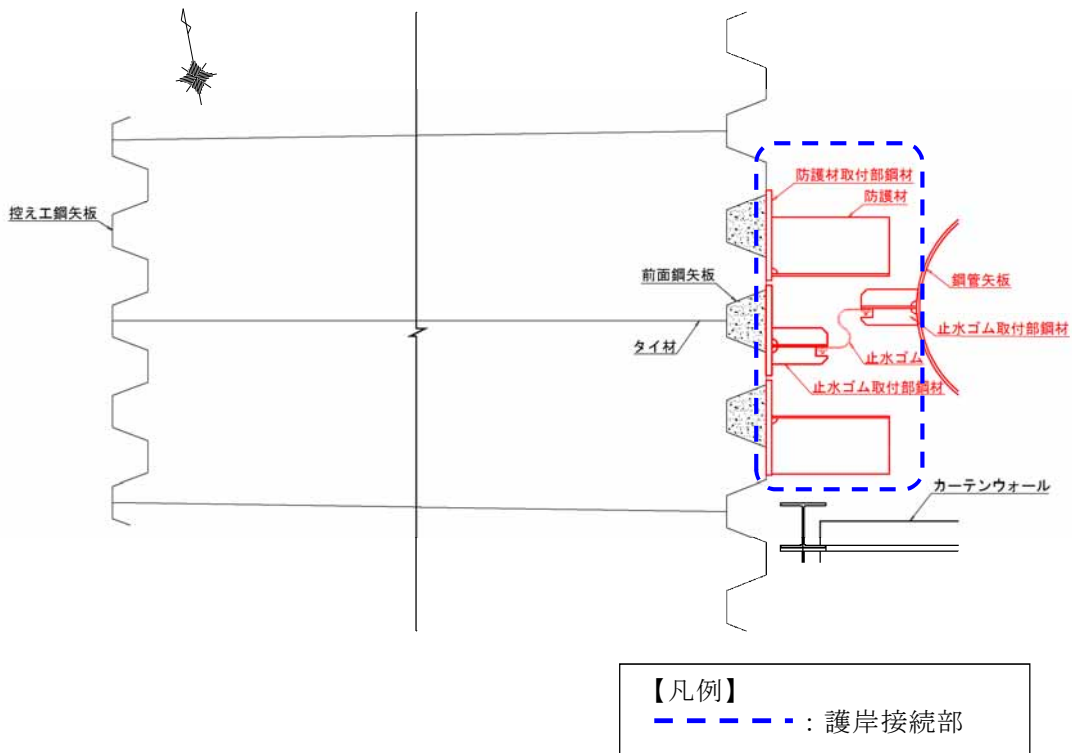 防護材取付部鋼材
防護材
控え工鋼矢板
前面鋼矢板
鋼管矢板
止水ゴム取付部鋼材
タイ材
止水ゴム
止水ゴム取付部鋼材
カーテンウォール
【凡例】
：護岸接続部